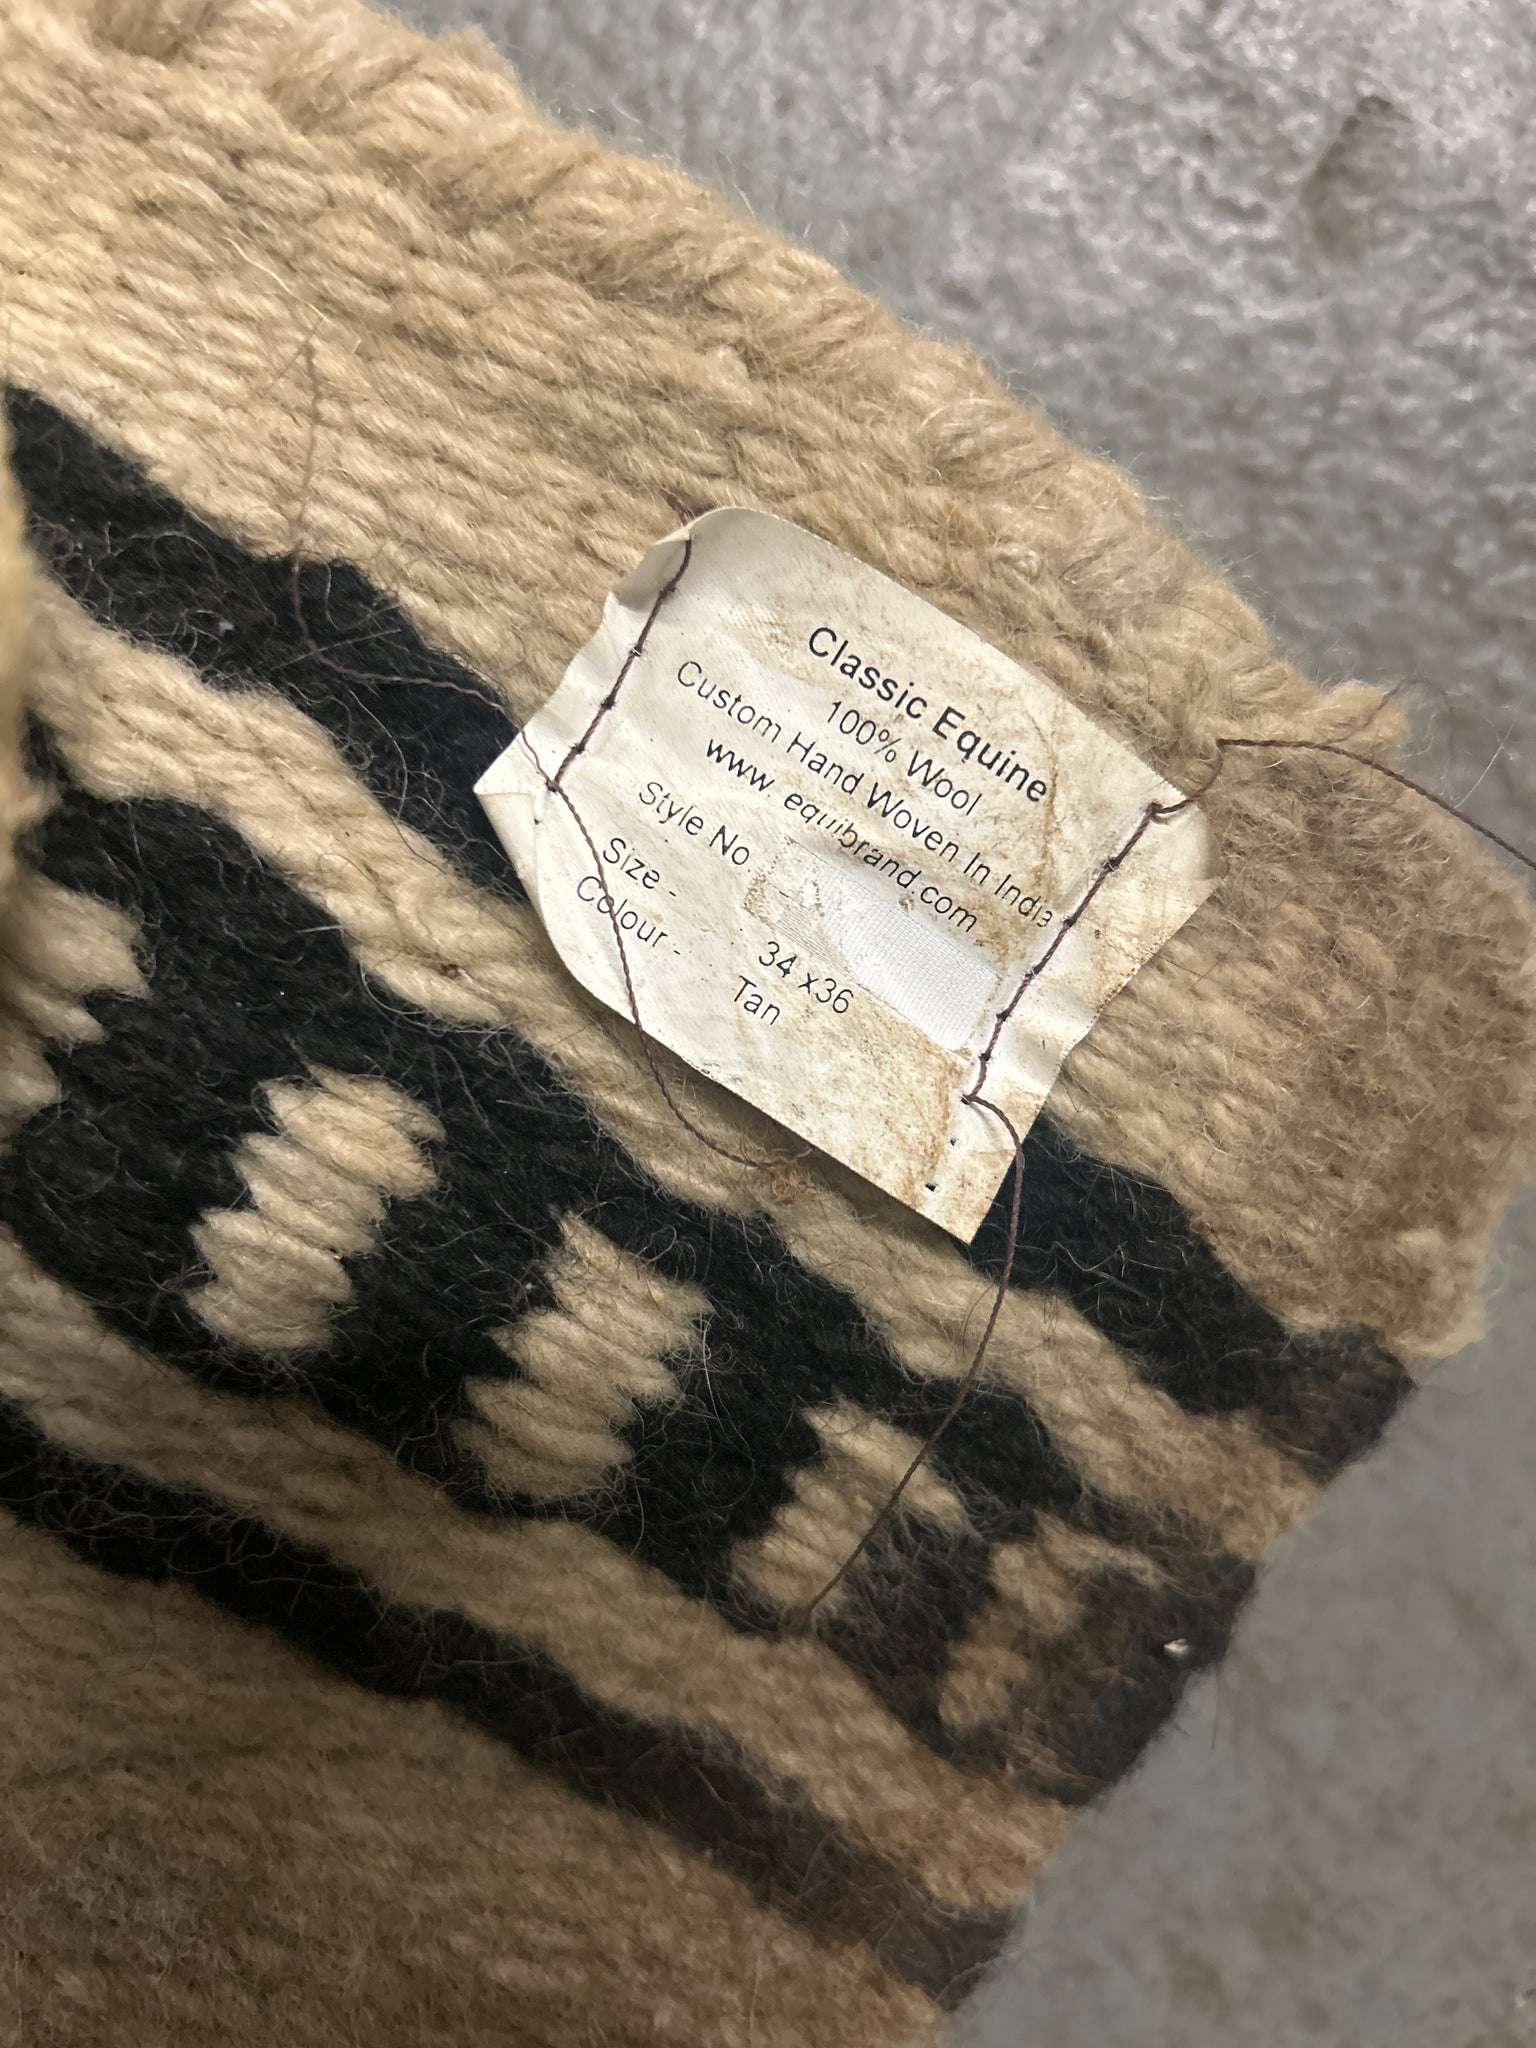 Classic Equine
100% Wool
Custom Hand Woven In India
www. equibrand.com
Style No. -
Size - 34 x36
Colour - Tan